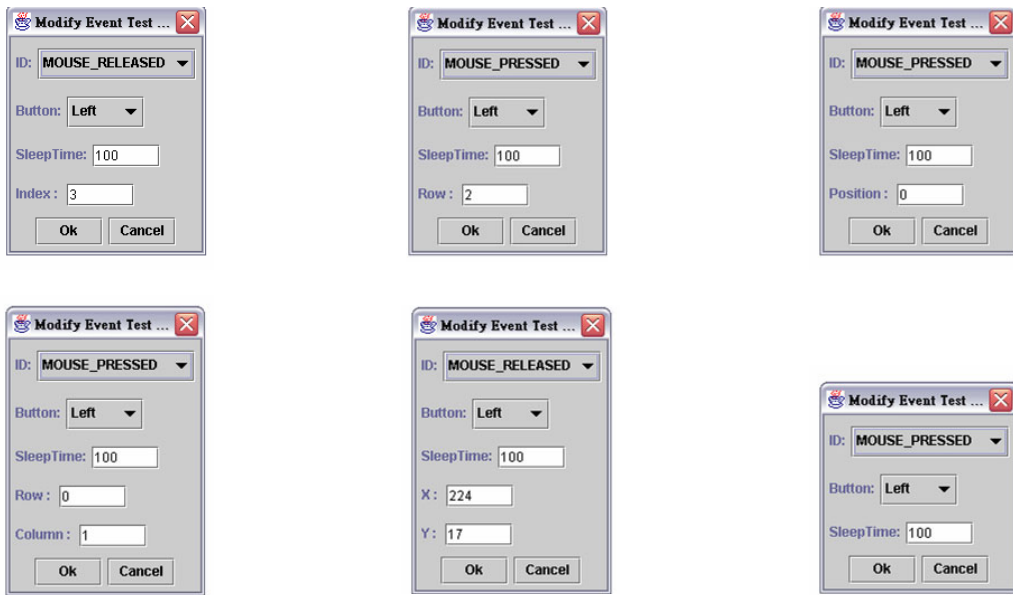 Modify Event Test ...
ID: MOUSE_RELEASED
Button: Left
SleepTime: 100
Index : 3
Ok Cancel
Modify Event Test ...
ID: MOUSE_PRESSED
Button: Left
SleepTime: 100
Row : 2
Ok Cancel
Modify Event Test ...
ID: MOUSE_PRESSED
Button: Left
SleepTime: 100
Position : 0
Ok Cancel
Modify Event Test ...
ID: MOUSE_PRESSED
Button: Left
SleepTime: 100
Row : 0
Column : 1
Ok Cancel
Modify Event Test ...
ID: MOUSE_RELEASED
Button: Left
SleepTime: 100
X : 224
Y : 17
Ok Cancel
Modify Event Test ...
ID: MOUSE_PRESSED
Button: Left
SleepTime: 100
Ok Cancel